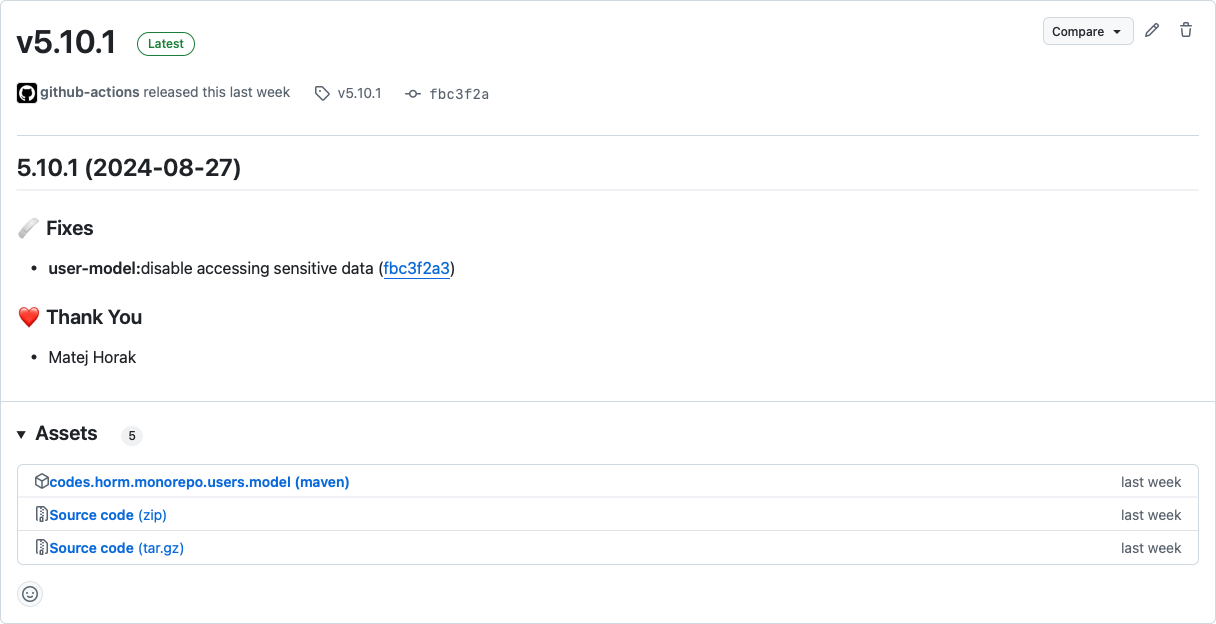 v5.10.1 Latest Compare
github-actions released this last week v5.10.1 fbc3f2a
5.10.1 (2024-08-27)
Fixes
• user-model:disable accessing sensitive data (fbc3f2a3)
Thank You
• Matej Horak
Assets 5
codes.horm.monorepo.users.model (maven) last week
Source code (zip) last week
Source code (tar.gz) last week